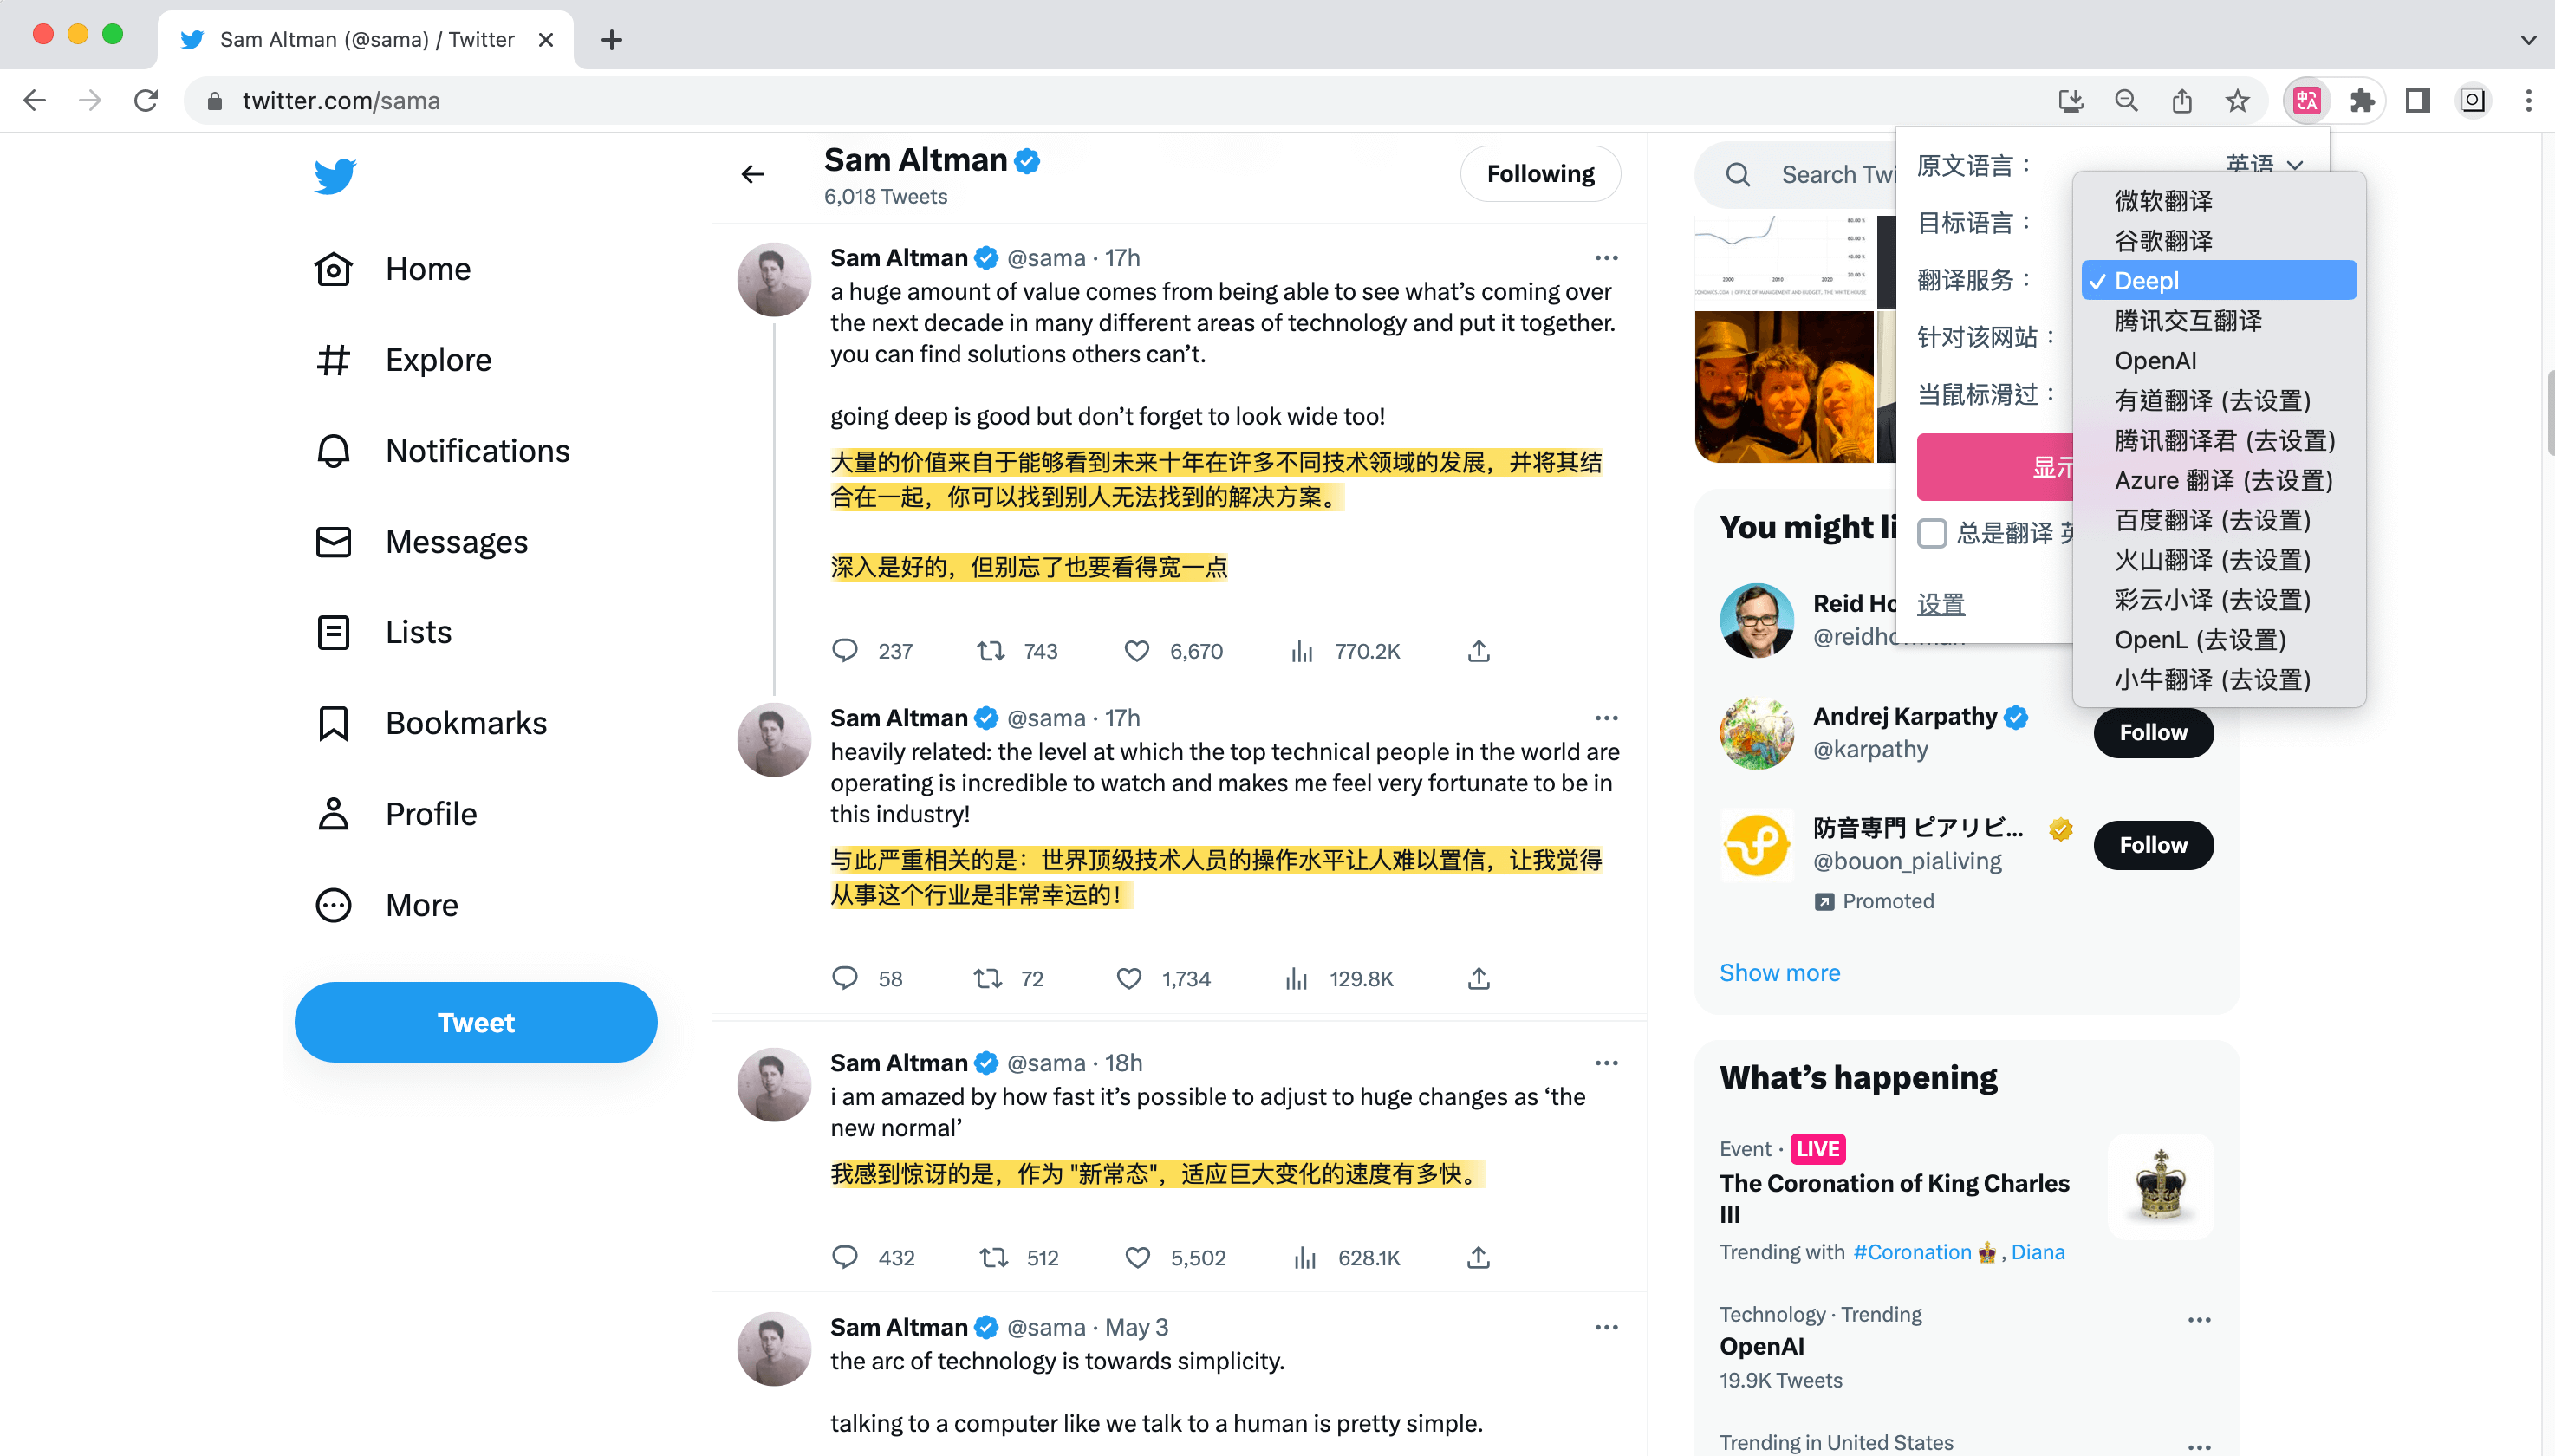 Sam Altman (@sama) / Twitter
twitter.com/sama
Home
Explore
Notifications
Messages
Lists
Bookmarks
Profile
More
Tweet
Sam Altman
6,018 Tweets
Following
Sam Altman @sama · 17h
a huge amount of value comes from being able to see what’s coming over
the next decade in many different areas of technology and put it together.
you can find solutions others can’t.
going deep is good but don’t forget to look wide too!
大量的价值来自于能够看到未来十年在许多不同技术领域的发展，并将其结
合在一起，你可以找到别人无法找到的解决方案。
深入是好的，但别忘了也要看得宽一点
237 743 6,670 770.2K
Sam Altman @sama · 17h
heavily related: the level at which the top technical people in the world are
operating is incredible to watch and makes me feel very fortunate to be in
this industry!
与此严重相关的是：世界顶级技术人员的操作水平让人难以置信，让我觉得
从事这个行业是非常幸运的！
58 72 1,734 129.8K
Sam Altman @sama · 18h
i am amazed by how fast it’s possible to adjust to huge changes as ‘the
new normal’
我感到惊讶的是，作为 "新常态"，适应巨大变化的速度有多快。
432 512 5,502 628.1K
Sam Altman @sama · May 3
the arc of technology is towards simplicity.
talking to a computer like we talk to a human is pretty simple.
Search Twi
80.00 %
60.00 %
40.00 %
20.00 %
2000 2010 2020
OFFICE OF MANAGEMENT AND BUDGET, THE WHITE HOUSE
原文语言： 英语
目标语言：
翻译服务：
针对该网站：
当鼠标滑过：
显示
总是翻译 英
设置
微软翻译
谷歌翻译
✓ Deepl
腾讯交互翻译
OpenAI
有道翻译 (去设置)
腾讯翻译君 (去设置)
Azure 翻译 (去设置)
百度翻译 (去设置)
火山翻译 (去设置)
彩云小译 (去设置)
OpenL (去设置)
小牛翻译 (去设置)
You might li
Reid Ho
Andrej Karpathy
@karpathy
Follow
防音専門 ピアリビ...
@bouon_pialiving
Promoted
Follow
Show more
What’s happening
Event · LIVE
The Coronation of King Charles
III
Trending with #Coronation , Diana
Technology · Trending
OpenAI
19.9K Tweets
Trending in United States